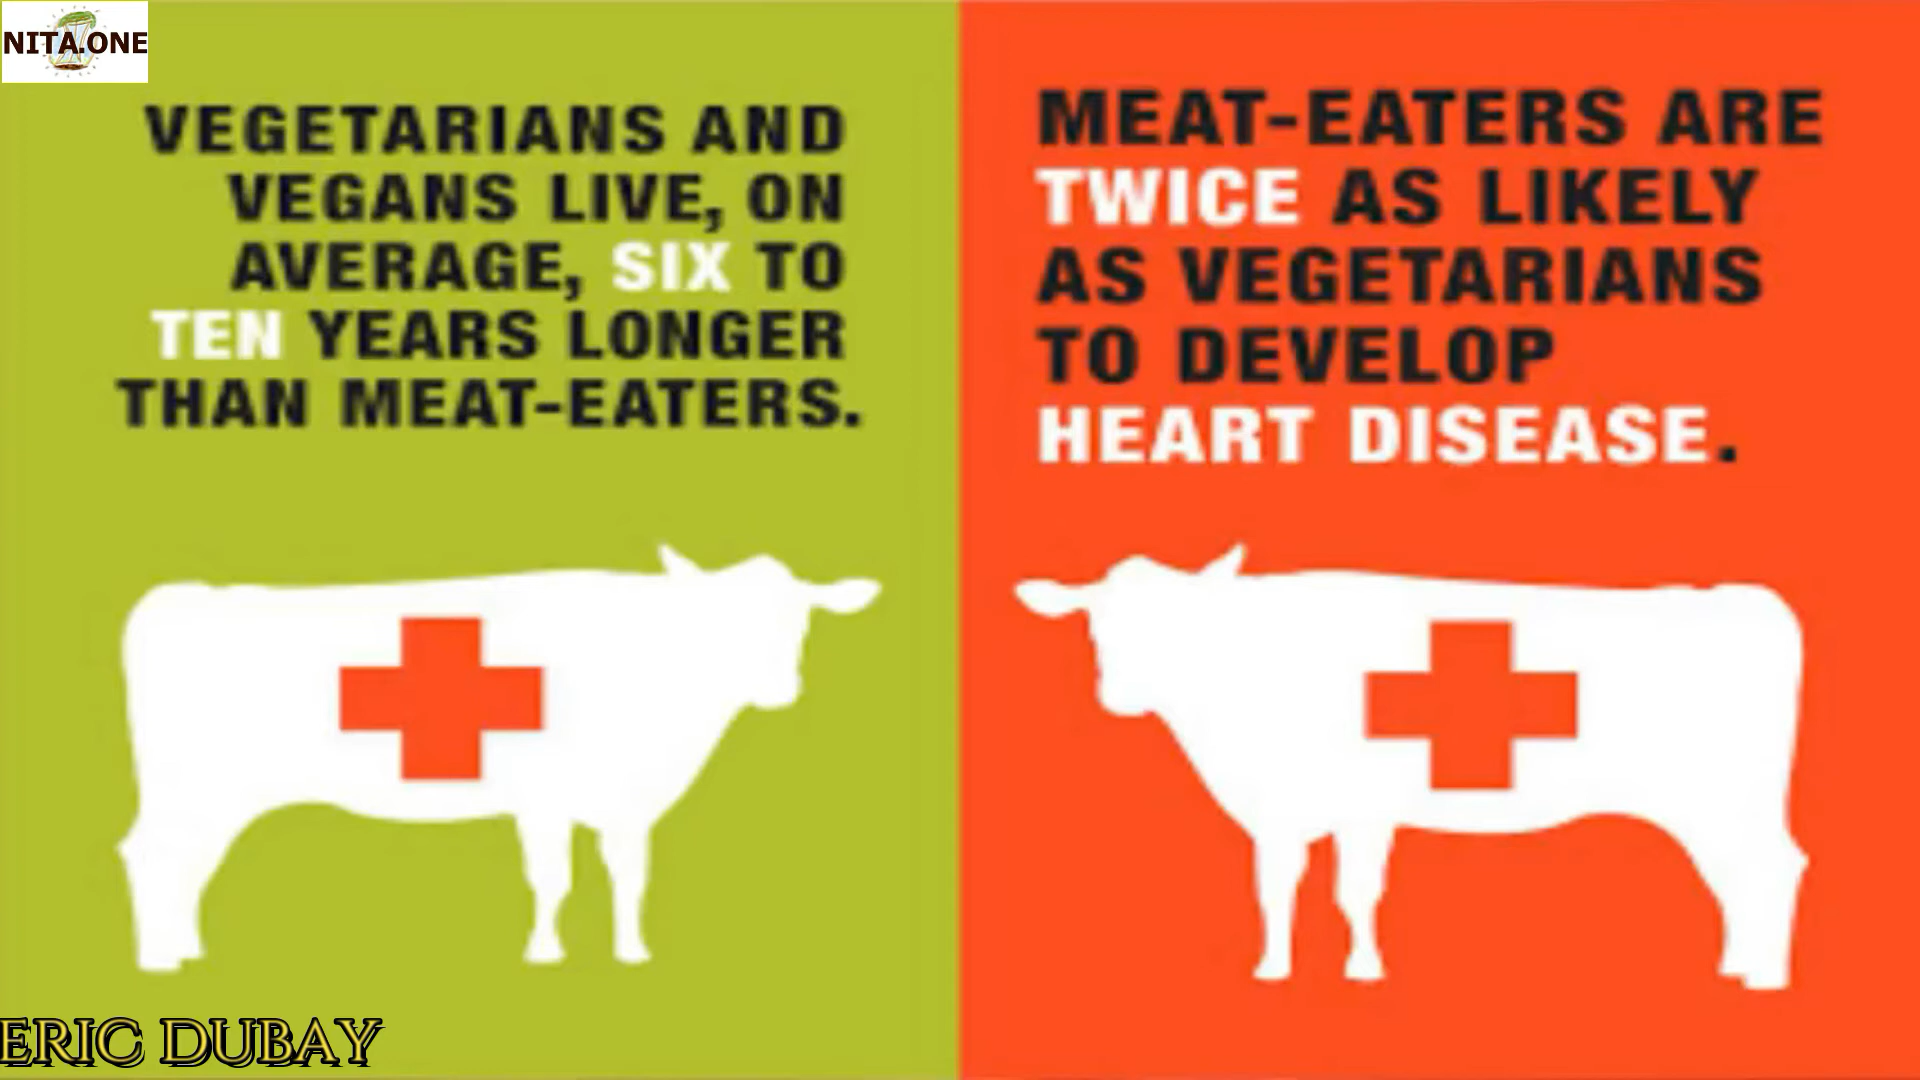 NITA.ONE
VEGETARIANS AND
VEGANS LIVE, ON
AVERAGE, SIX TO
TEN YEARS LONGER
THAN MEAT-EATERS.
MEAT-EATERS ARE
TWICE AS LIKELY
AS VEGETARIANS
TO DEVELOP
HEART DISEASE.
ERIC DUBAY